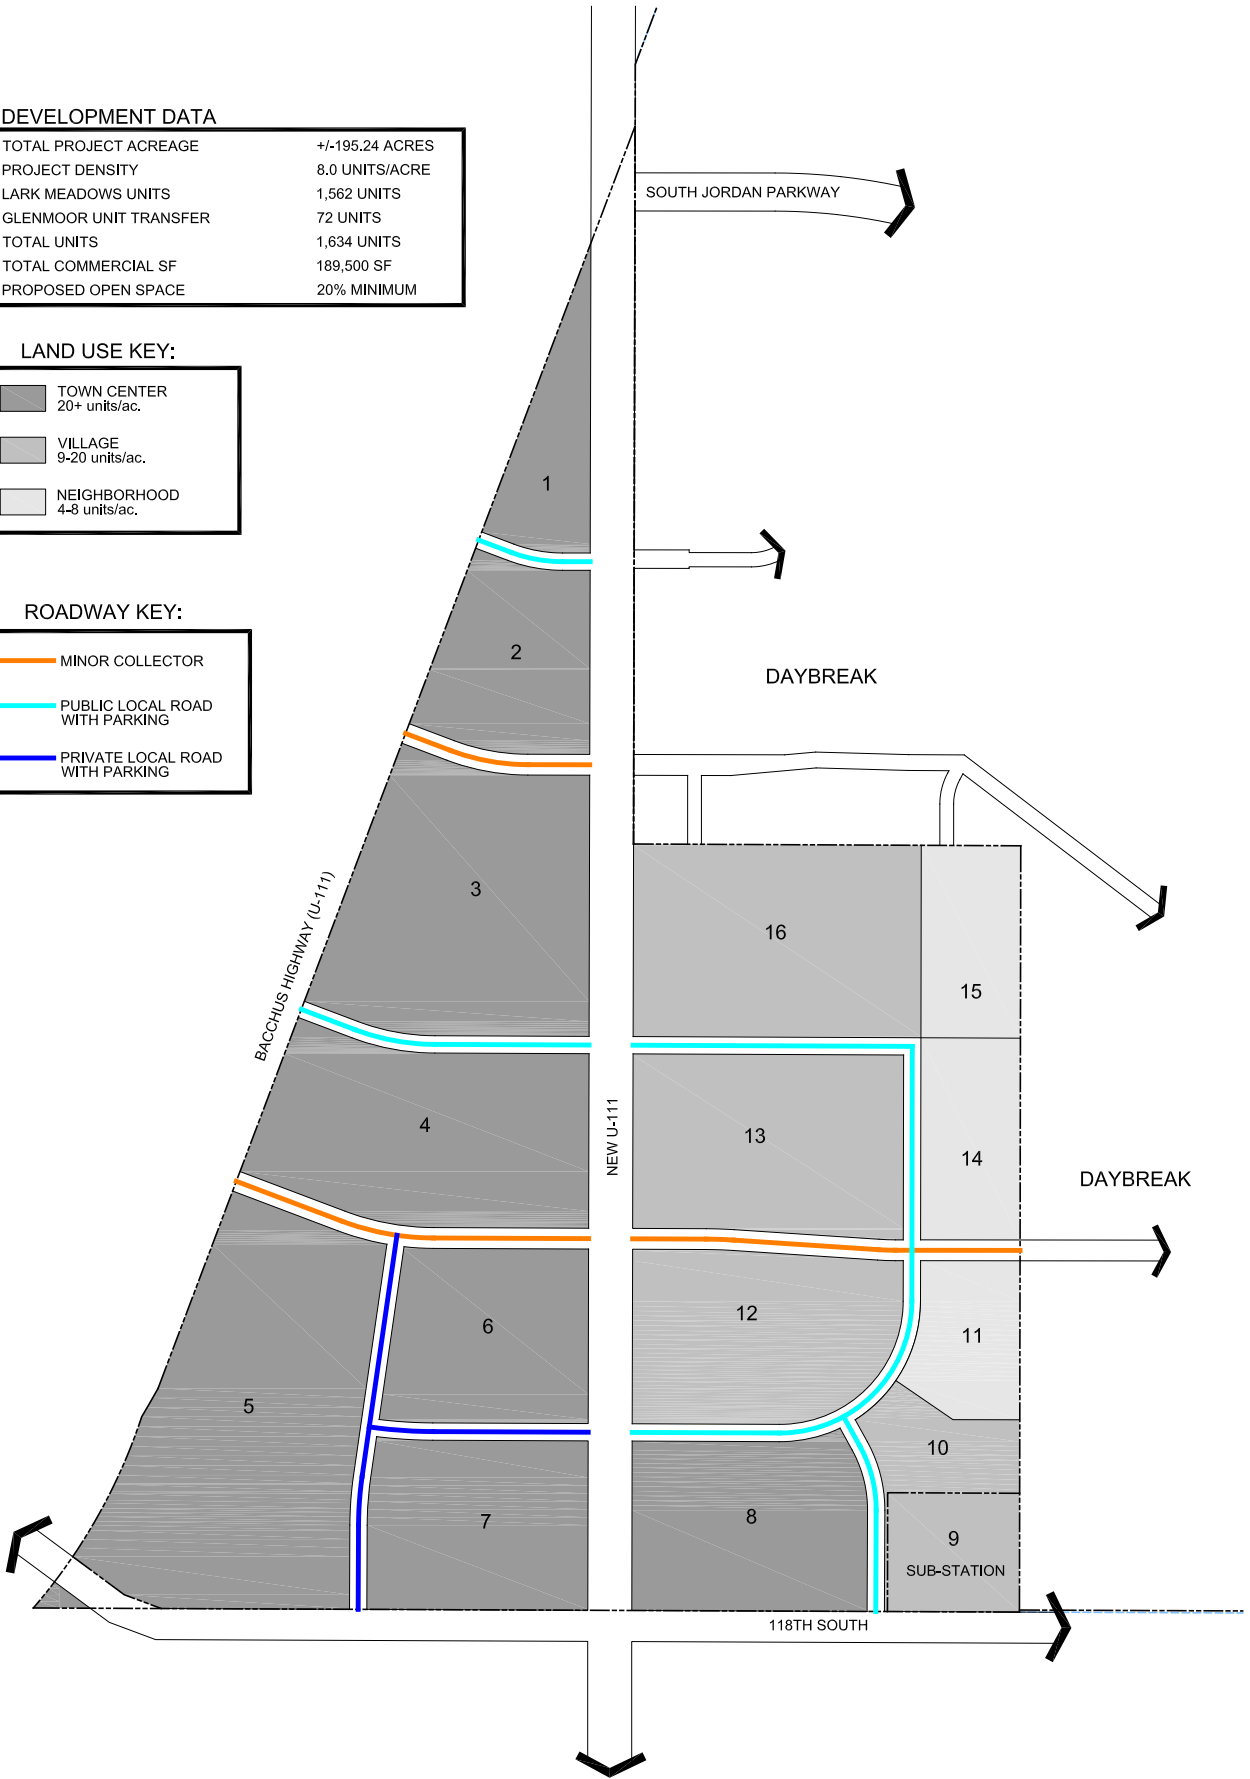 DEVELOPMENT DATA
TOTAL PROJECT ACREAGE +/-195.24 ACRES
PROJECT DENSITY 8.0 UNITS/ACRE
LARK MEADOWS UNITS 1,562 UNITS
GLENMOOR UNIT TRANSFER 72 UNITS
TOTAL UNITS 1,634 UNITS
TOTAL COMMERCIAL SF 189,500 SF
PROPOSED OPEN SPACE 20% MINIMUM
SOUTH JORDAN PARKWAY
LAND USE KEY:
TOWN CENTER
20+ units/ac.
VILLAGE
9-20 units/ac.
NEIGHBORHOOD
4-8 units/ac.
1
ROADWAY KEY:
MINOR COLLECTOR
PUBLIC LOCAL ROAD
WITH PARKING
PRIVATE LOCAL ROAD
WITH PARKING
2
DAYBREAK
3
BACCHUS HIGHWAY (U-111)
16
15
4
NEW U-111
13
14
DAYBREAK
6
12
11
5
10
7
8
9
SUB-STATION
118TH SOUTH